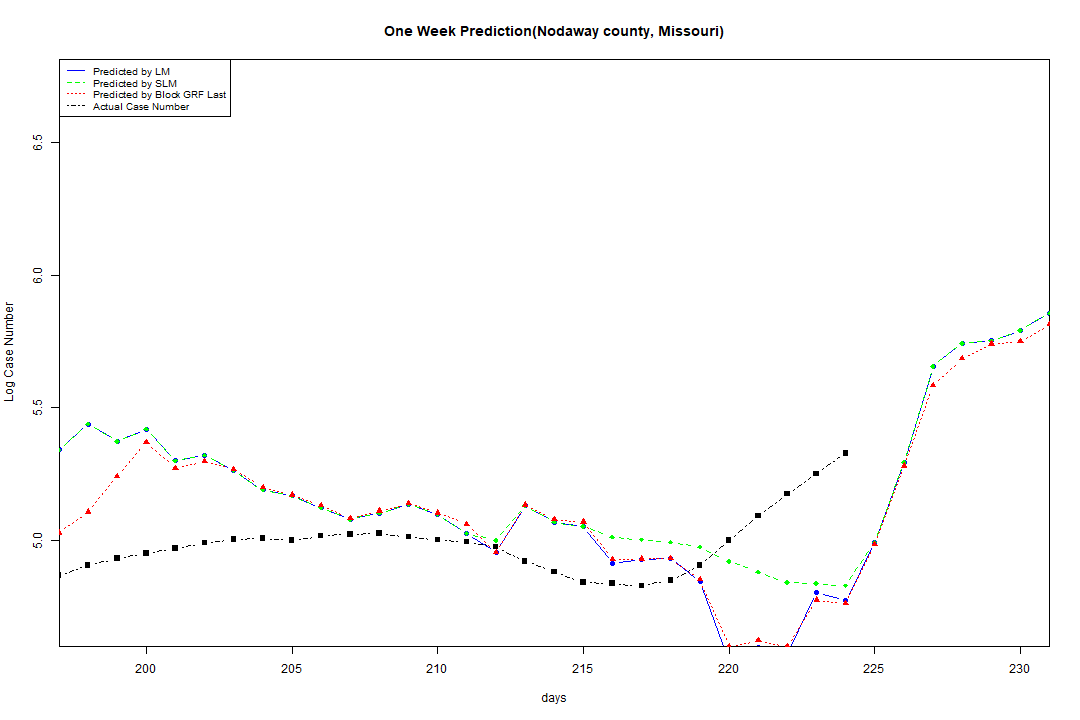 One Week Prediction(Nodaway county, Missouri)
Predicted by LM
Predicted by SLM
Predicted by Block GRF Last
Actual Case Number
6.5
6.0
5.5
5.0
Log Case Number
200 205 210 215 220 225 230
days